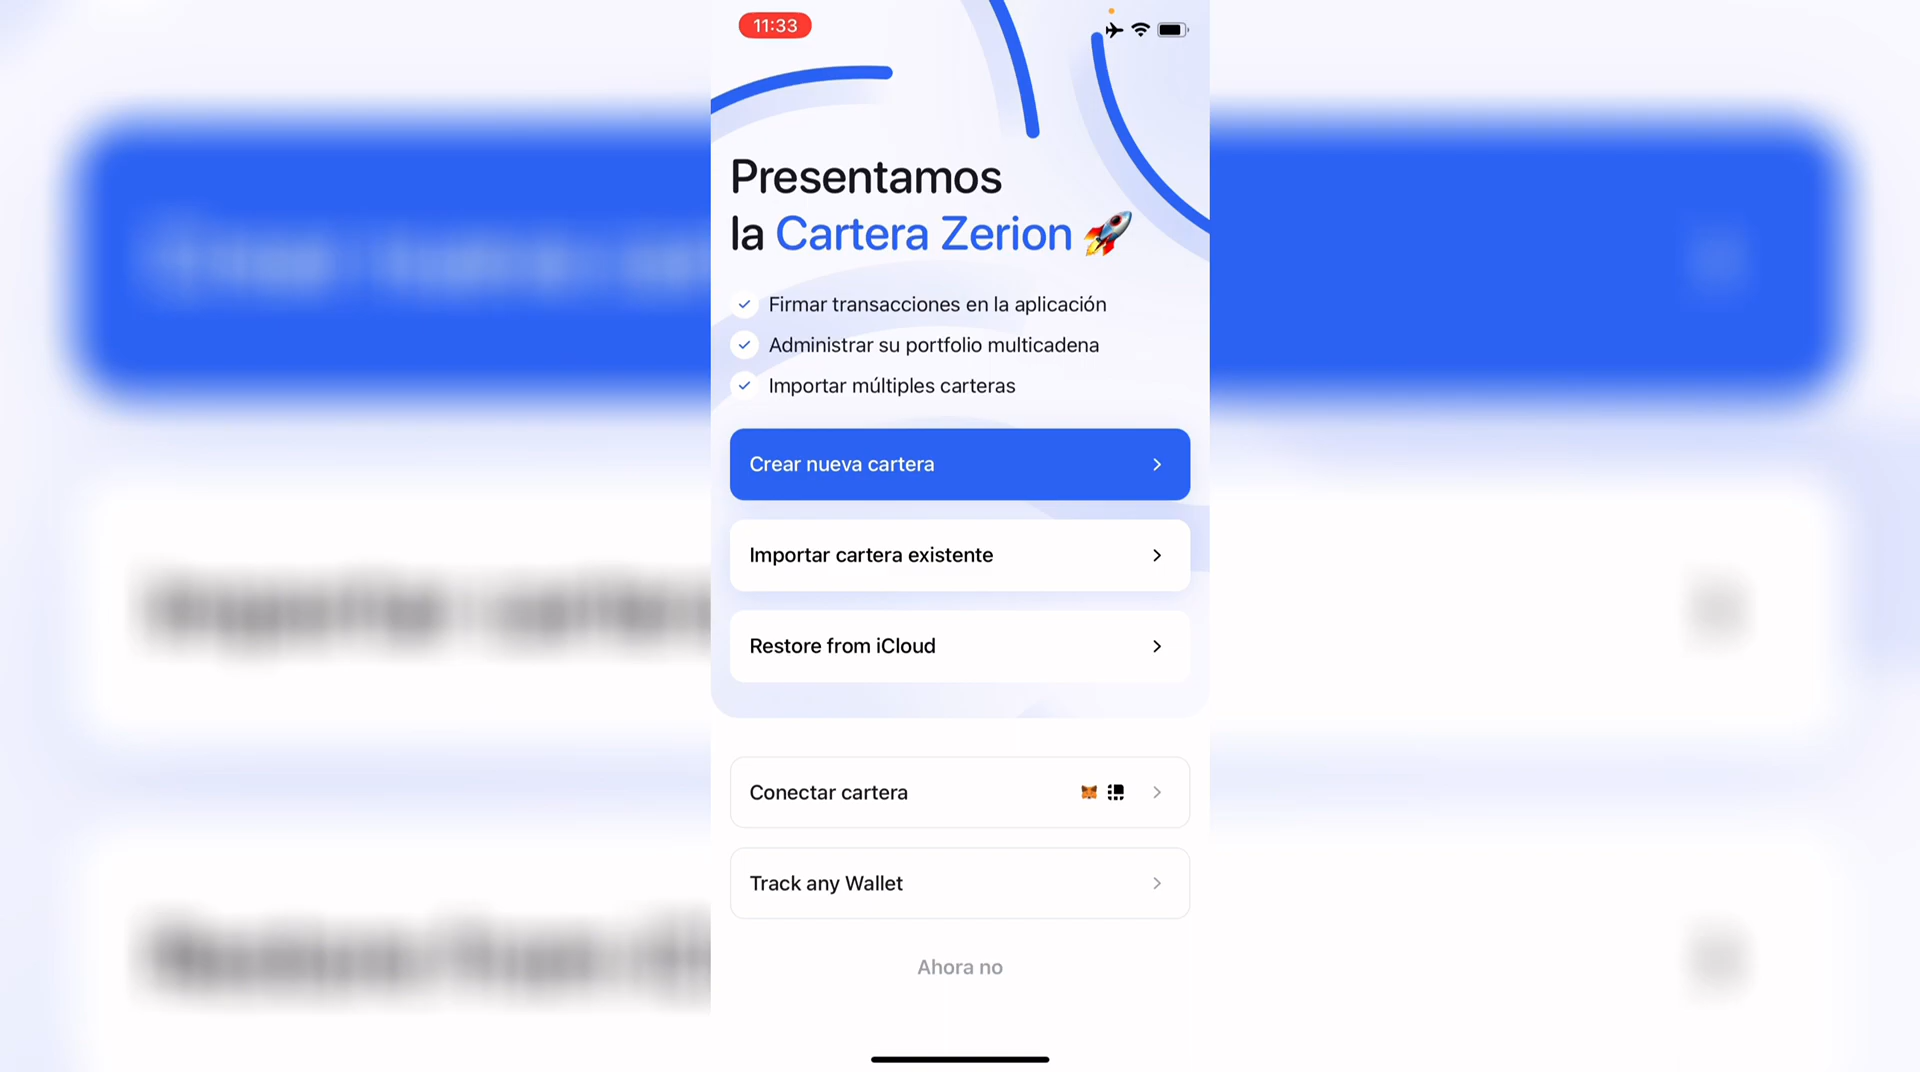 11:33
Presentamos
la Cartera Zerion
Firmar transacciones en la aplicación
Administrar su portfolio multicadena
Importar múltiples carteras
Crear nueva cartera
Importar cartera existente
Restore from iCloud
Conectar cartera
Track any Wallet
Ahora no